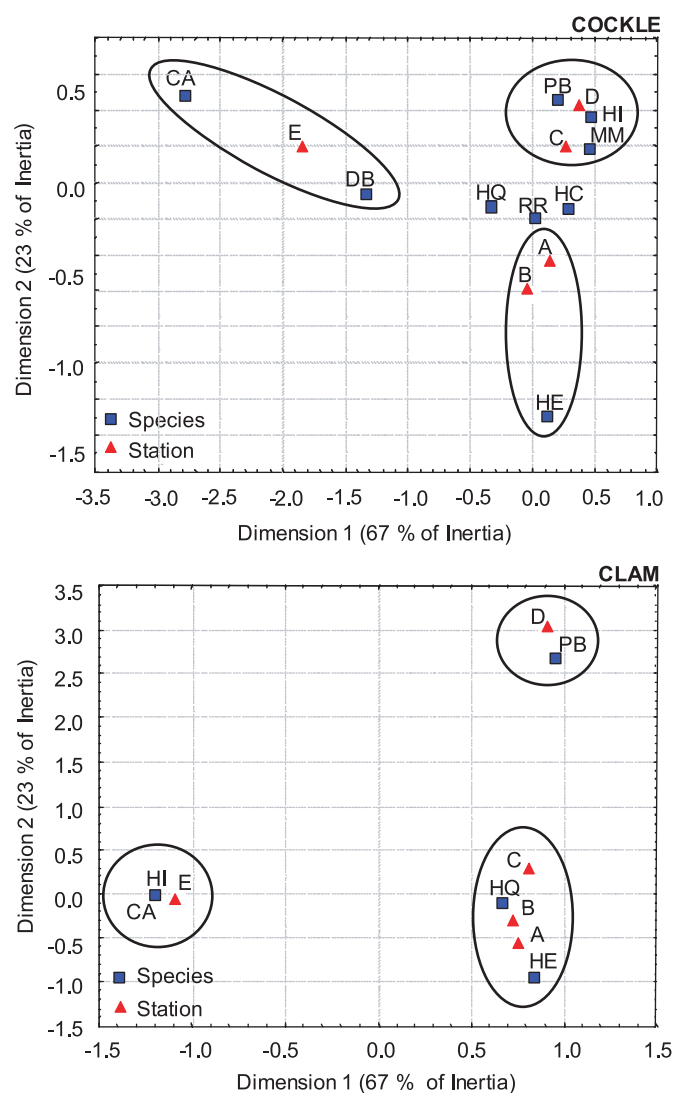 COCKLE
CA
PB
D
HI
0.5
E
C
MM
DB
0.0
HQ
RR
HC
A
-0.5
B
-1.0
HE
Species
Station
-1.5
-3.5 -3.0 -2.5 -2.0 -1.5 -1.0 -0.5 0.0 0.5 1.0
Dimension 1 (67 % of Inertia)
Dimension 2 (23 % of Inertia)
CLAM
3.5
D
3.0
PB
2.5
2.0
1.5
1.0
0.5
C
HI
E
HQ
0.0
CA
B
-0.5
A
HE
-1.0
Species
Station
-1.5
-1.5 -1.0 -0.5 0.0 0.5 1.0 1.5
Dimension 1 (67 % of Inertia)
Dimension 2 (23 % of Inertia)